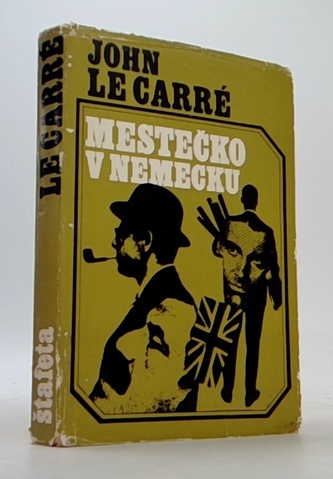 JOHN
LE CARRÉ
MESTEČKO
V NEMECKU
LE CARRÉ
štafeta